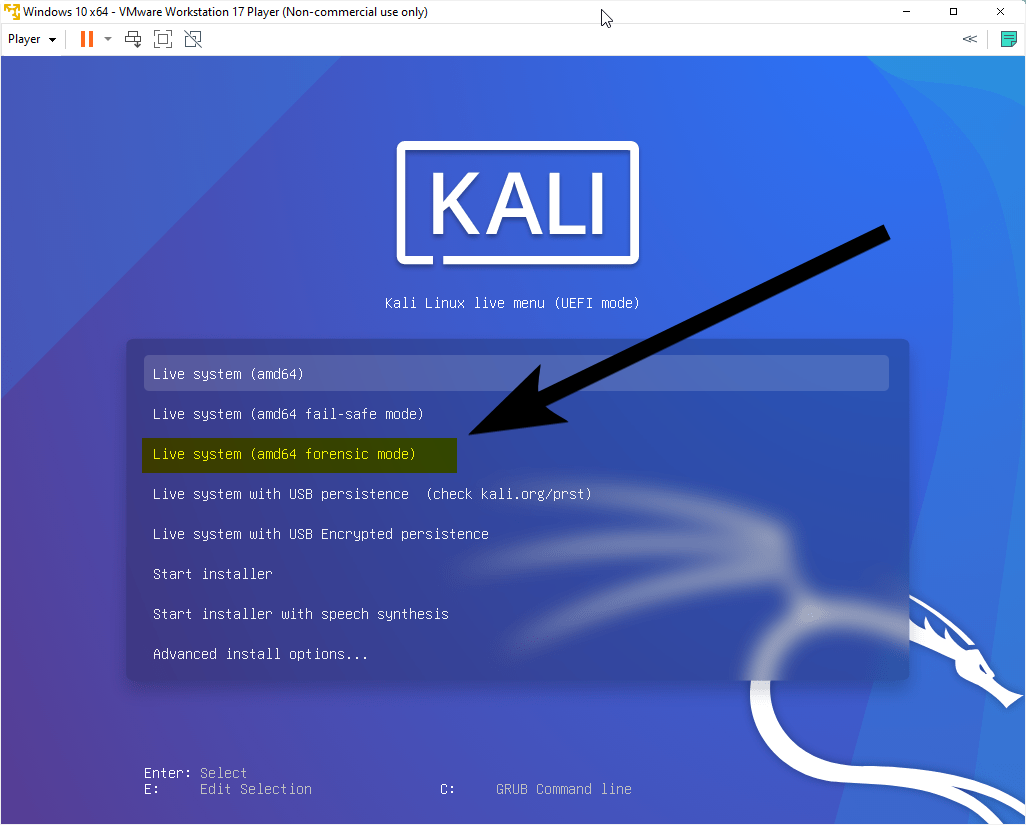 Windows 10 x64 - VMware Workstation 17 Player (Non-commercial use only)
Player
KALI
Kali Linux live menu (UEFI mode)
Live system (amd64)
Live system (amd64 fail-safe mode)
Live system (amd64 forensic mode)
Live system with USB persistence  (check kali.org/prst)
Live system with USB Encrypted persistence
Start installer
Start installer with speech synthesis
Advanced install options...
Enter: Select
E: Edit Selection C: GRUB Command line